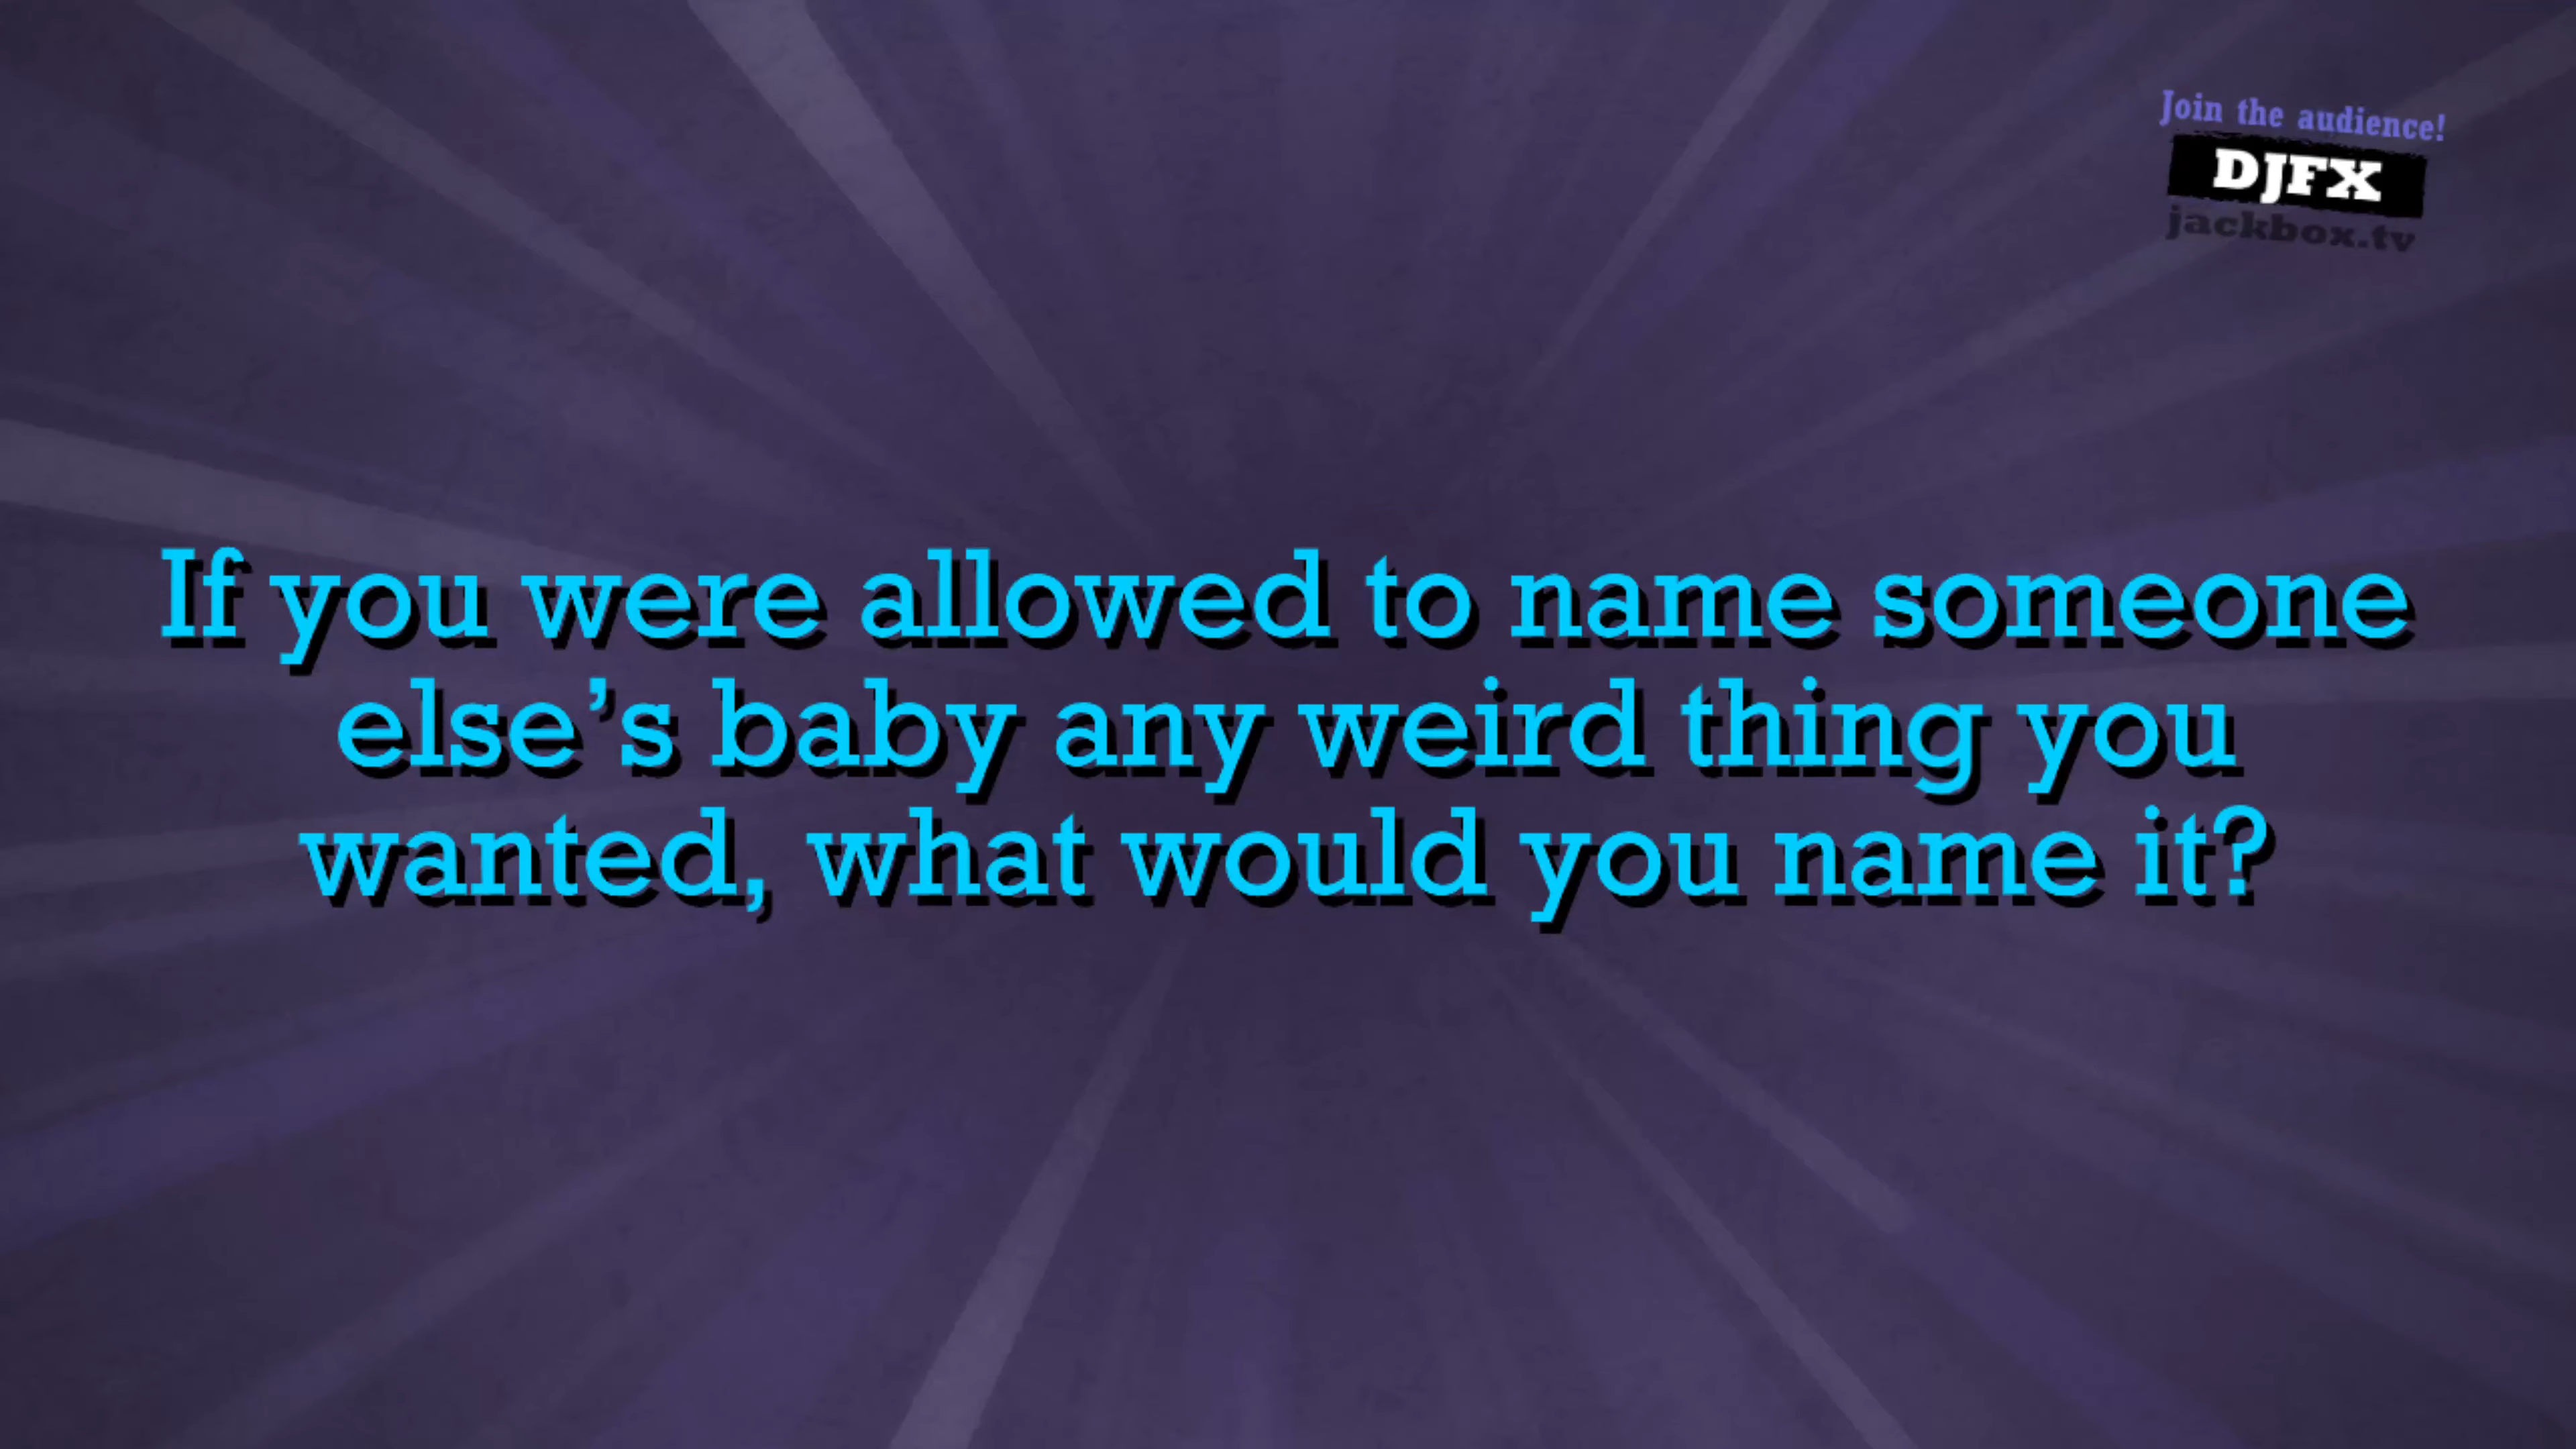 Join the audience!
DJFX
jackbox.tv
If you were allowed to name someone
else’s baby any weird thing you
wanted, what would you name it?